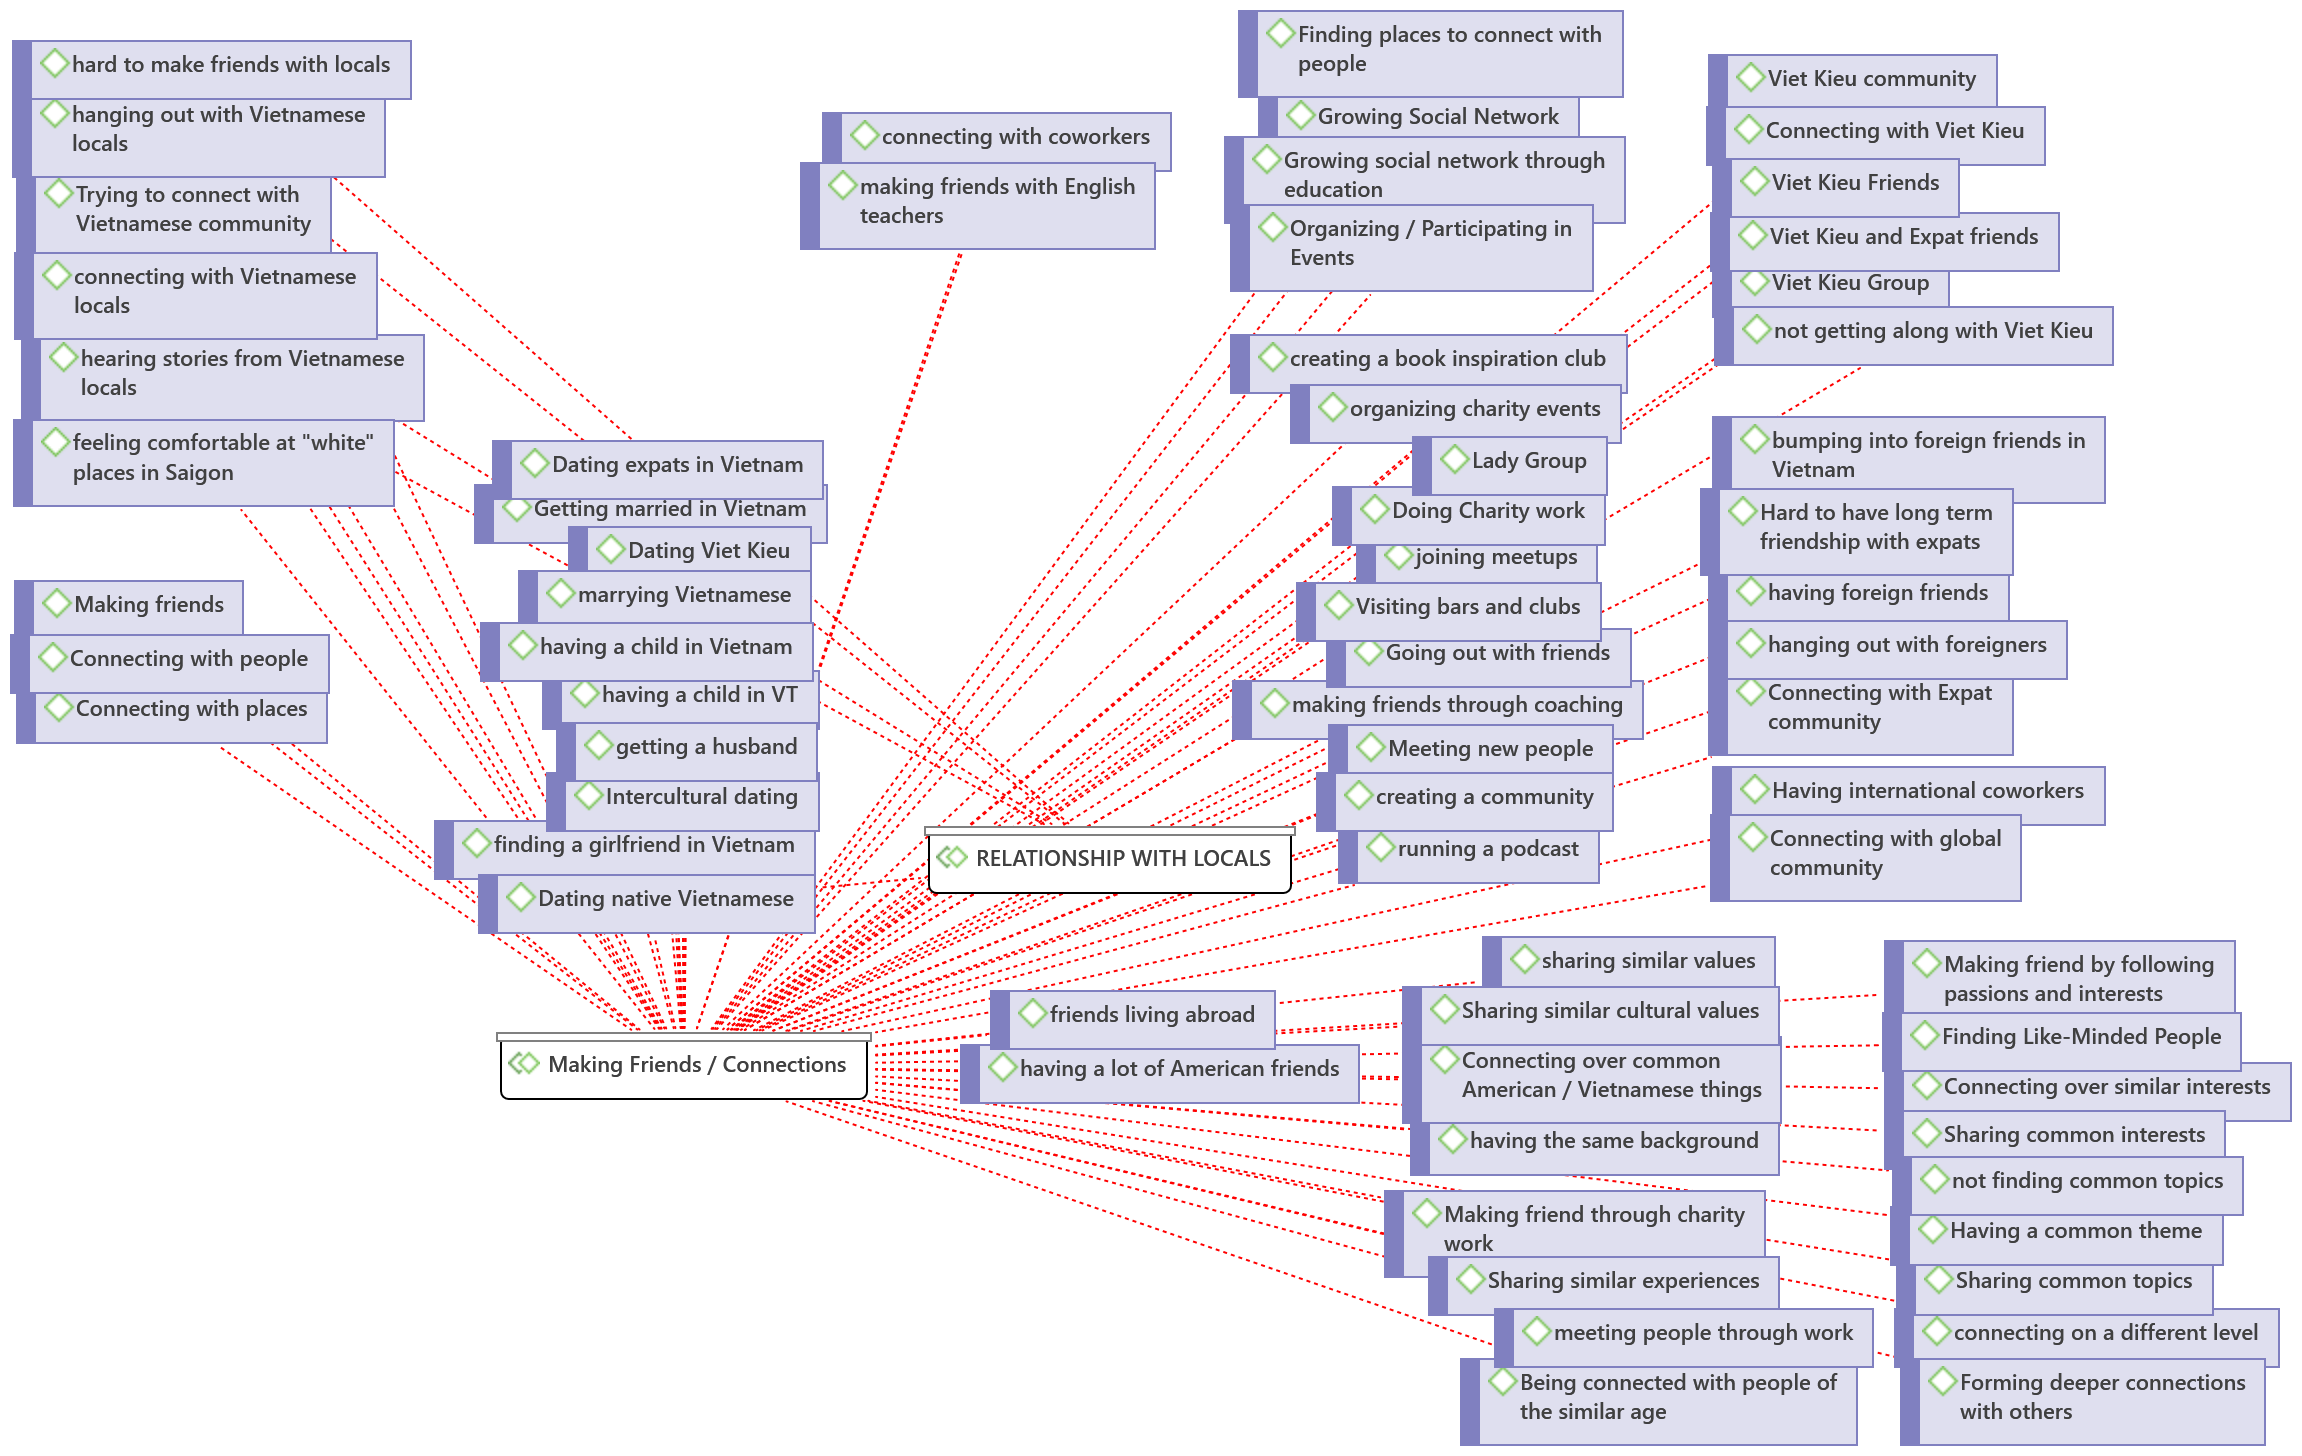 hard to make friends with locals
hanging out with Vietnamese
locals
Trying to connect with
Vietnamese community
connecting with Vietnamese
locals
hearing stories from Vietnamese
locals
feeling comfortable at "white"
places in Saigon
Making friends
Connecting with people
Connecting with places
Dating expats in Vietnam
Getting married in Vietnam
Dating Viet Kieu
marrying Vietnamese
having a child in Vietnam
having a child in VT
getting a husband
Intercultural dating
finding a girlfriend in Vietnam
Dating native Vietnamese
connecting with coworkers
making friends with English
teachers
RELATIONSHIP WITH LOCALS
Making Friends / Connections
friends living abroad
having a lot of American friends
Finding places to connect with
people
Growing Social Network
Growing social network through
education
Organizing / Participating in
Events
creating a book inspiration club
organizing charity events
Lady Group
Doing Charity work
joining meetups
Visiting bars and clubs
Going out with friends
making friends through coaching
Meeting new people
creating a community
running a podcast
Viet Kieu community
Connecting with Viet Kieu
Viet Kieu Friends
Viet Kieu and Expat friends
Viet Kieu Group
not getting along with Viet Kieu
bumping into foreign friends in
Vietnam
Hard to have long term
friendship with expats
having foreign friends
hanging out with foreigners
Connecting with Expat
community
Having international coworkers
Connecting with global
community
sharing similar values
Sharing similar cultural values
Connecting over common
American / Vietnamese things
having the same background
Making friend through charity
work
Sharing similar experiences
meeting people through work
Being connected with people of
the similar age
Making friend by following
passions and interests
Finding Like-Minded People
Connecting over similar interests
Sharing common interests
not finding common topics
Having a common theme
Sharing common topics
connecting on a different level
Forming deeper connections
with others